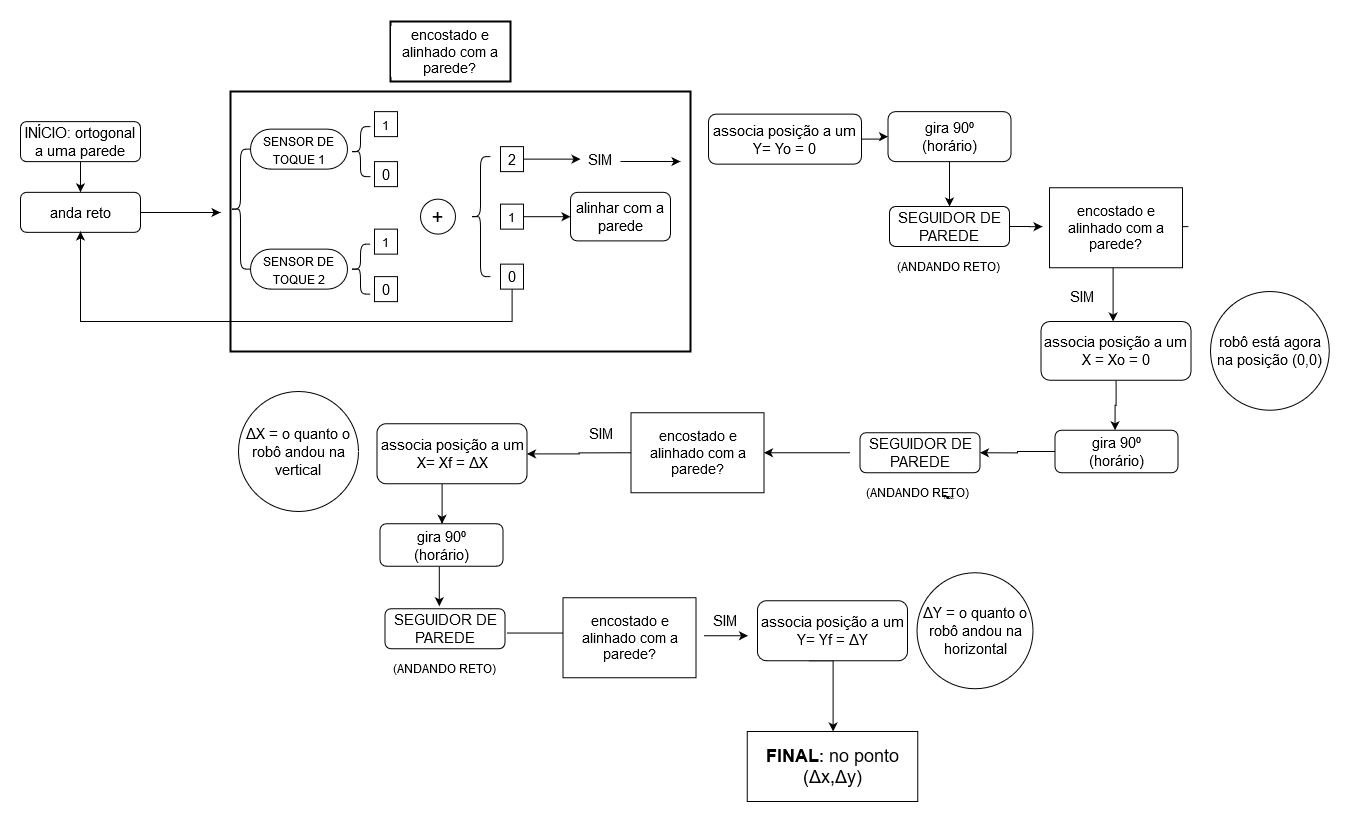 encostado e
alinhado com a
parede?
INÍCIO: ortogonal
a uma parede
anda reto
SENSOR DE
TOQUE 1
1
0
SENSOR DE
TOQUE 2
1
0
+
2
SIM
1
alinhar com a
parede
0
associa posição a um
Y= Yo = 0
gira 90º
(horário)
SEGUIDOR DE
PAREDE
(ANDANDO RETO)
encostado e
alinhado com a
parede?
SIM
associa posição a um
X = Xo = 0
robô está agora
na posição (0,0)
gira 90º
(horário)
SEGUIDOR DE
PAREDE
(ANDANDO RETO)
encostado e
alinhado com a
parede?
SIM
associa posição a um
X= Xf = ΔX
ΔX = o quanto o
robô andou na
vertical
gira 90º
(horário)
SEGUIDOR DE
PAREDE
(ANDANDO RETO)
encostado e
alinhado com a
parede?
SIM
associa posição a um
Y= Yf = ΔY
ΔY = o quanto o
robô andou na
horizontal
FINAL: no ponto
(Δx,Δy)